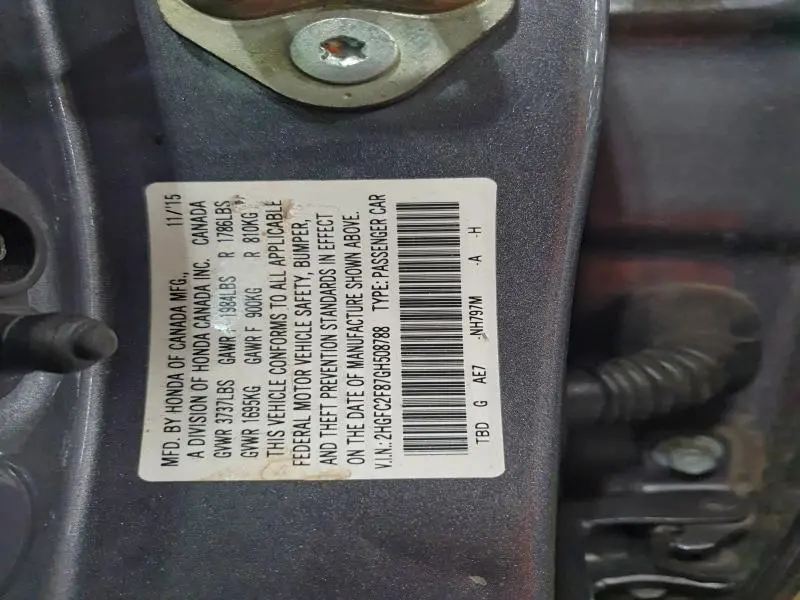 MFD. BY HONDA OF CANADA MFG., 11/15
A DIVISION OF HONDA CANADA INC. CANADA
GVWR 3737LBS GAWR F 1984LBS R 1786LBS
GWWR 1695KG GAWR F 900KG R 810KG
THIS VEHICLE CONFORMS TO ALL APPLICABLE
FEDERAL MOTOR VEHICLE SAFETY, BUMPER,
AND THEFT PREVENTION STANDARDS IN EFFECT
ON THE DATE OF MANUFACTURE SHOWN ABOVE.
V.I.N.:2HGFC2F87GH508788 TYPE: PASSENGER CAR
TBD G AE7 -NH797M -A -H